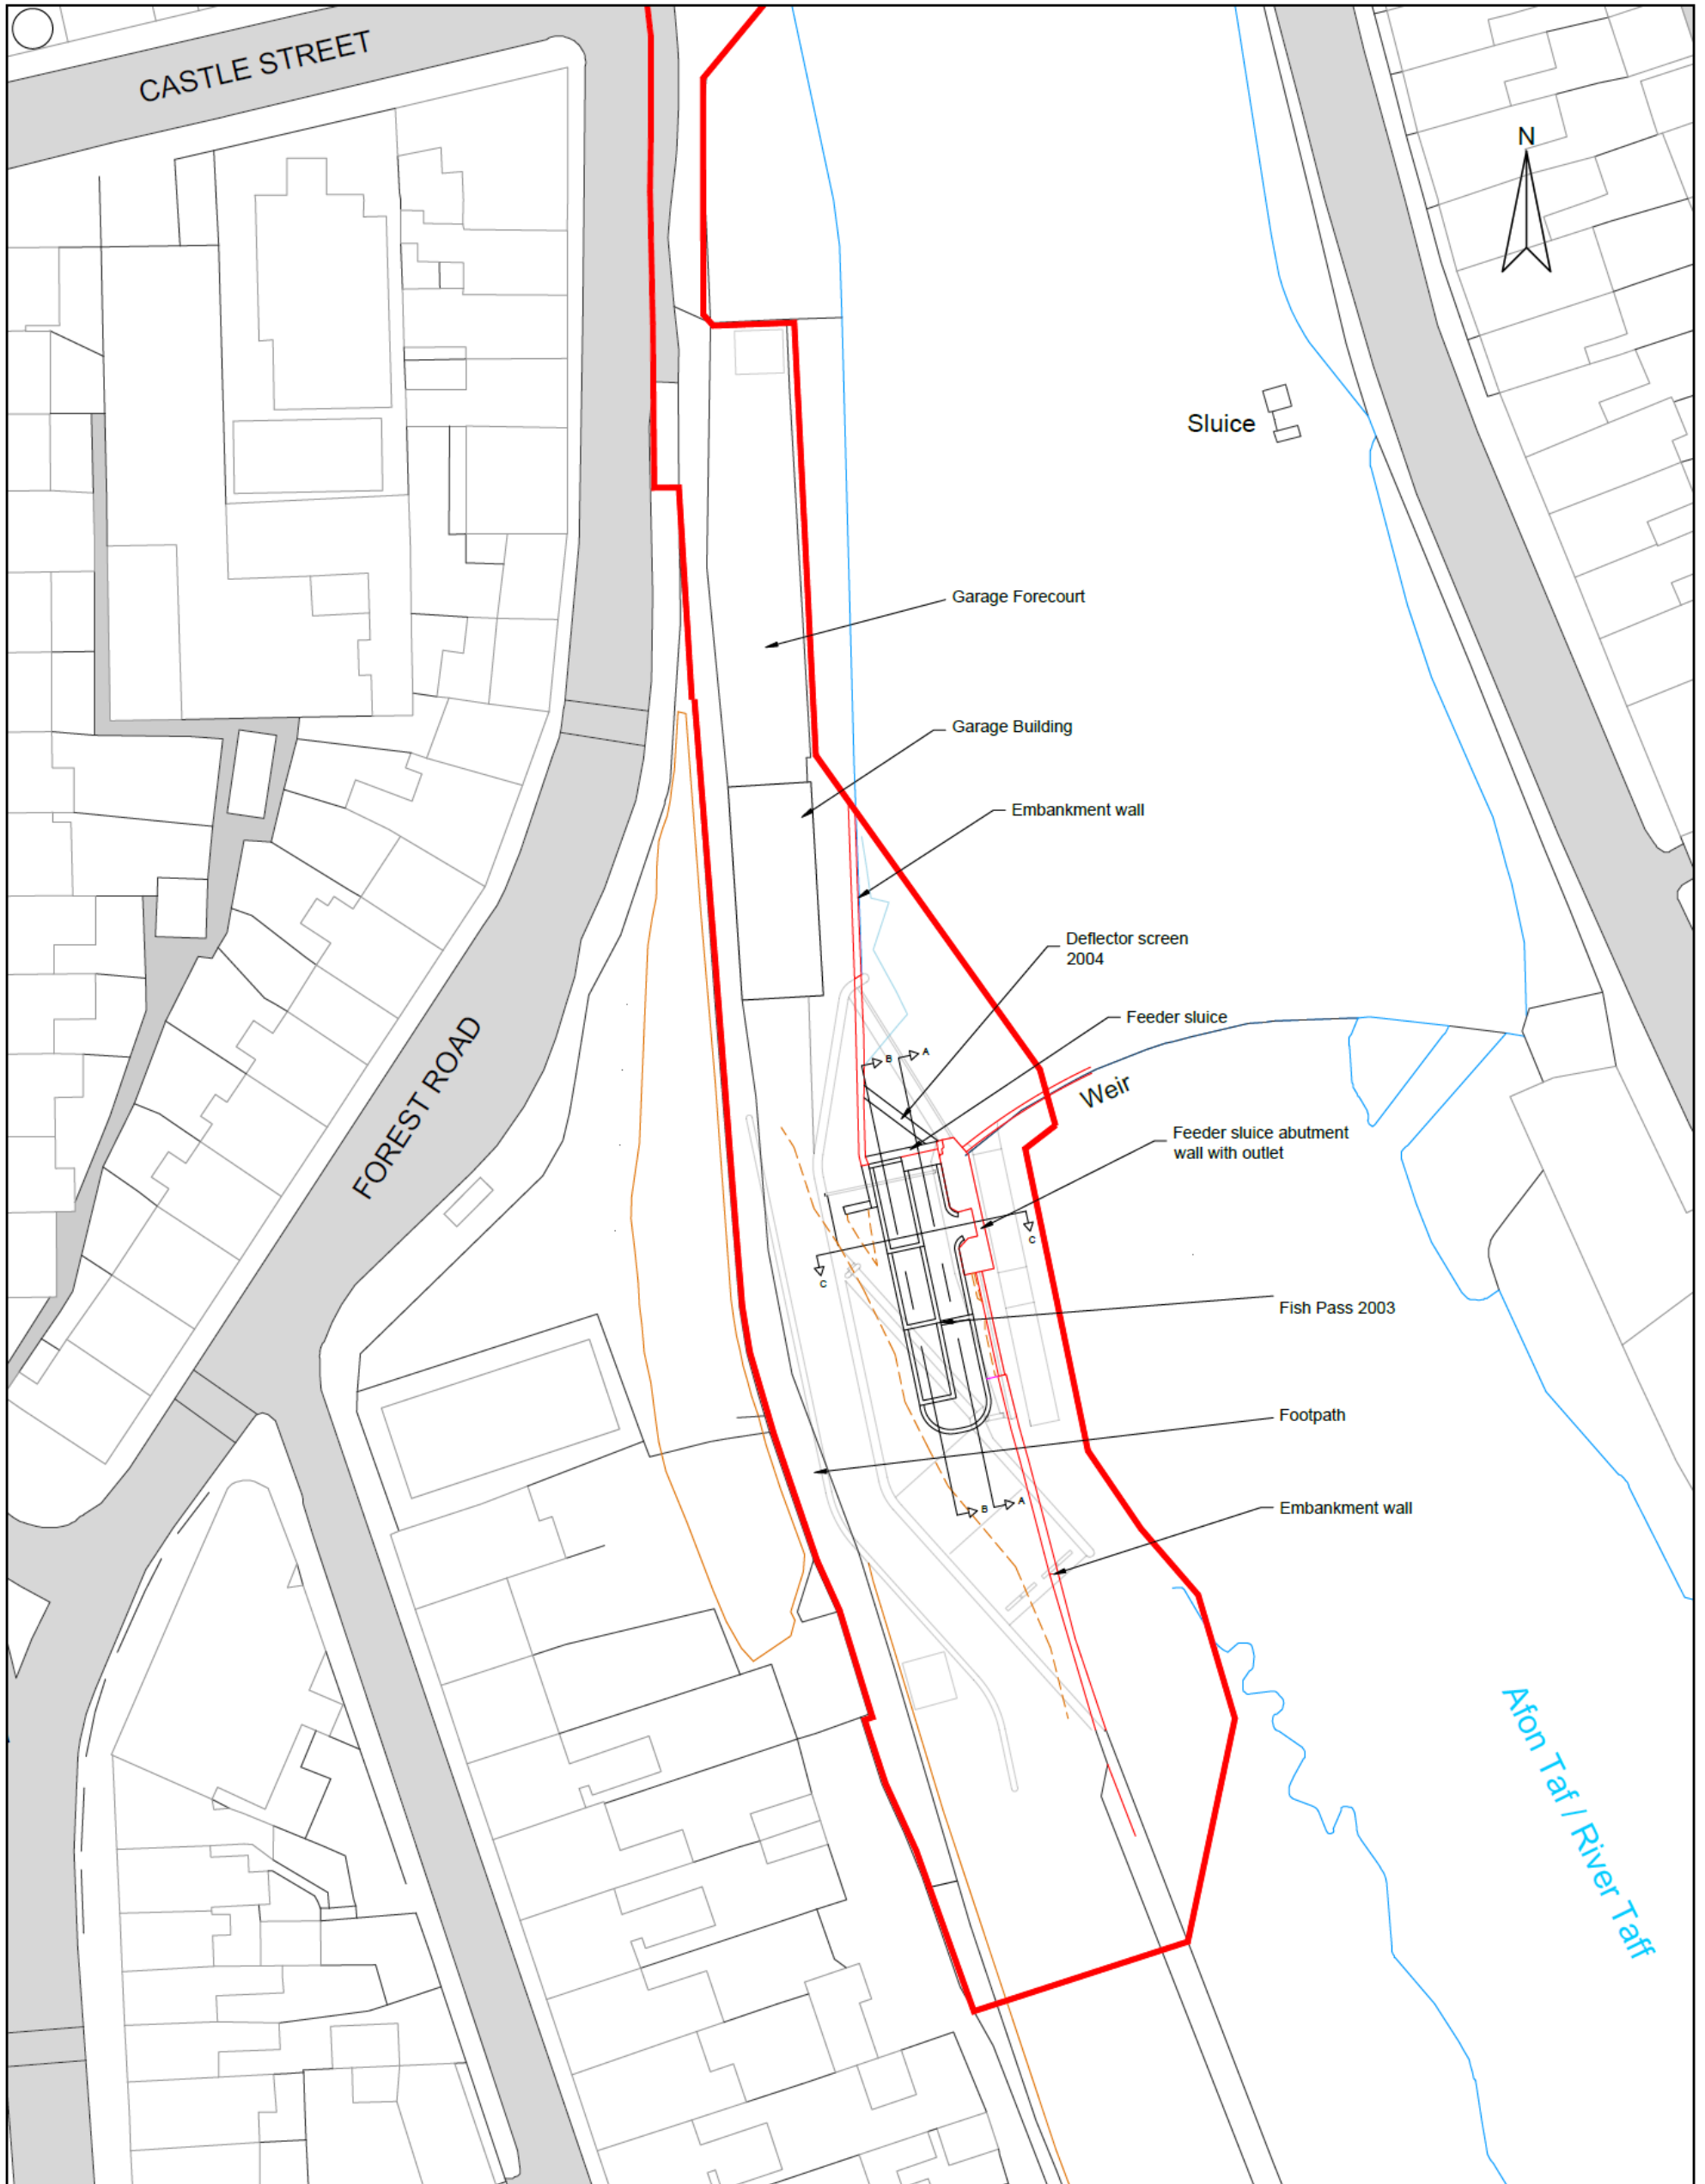 CASTLE STREET
N
Sluice
Garage Forecourt
Garage Building
Embankment wall
Deflector screen
2004
Feeder sluice
B
A
Weir
FOREST ROAD
Feeder sluice abutment
wall with outlet
C
C
Fish Pass 2003
Footpath
B
A
Embankment wall
Afon Taf / River Taff